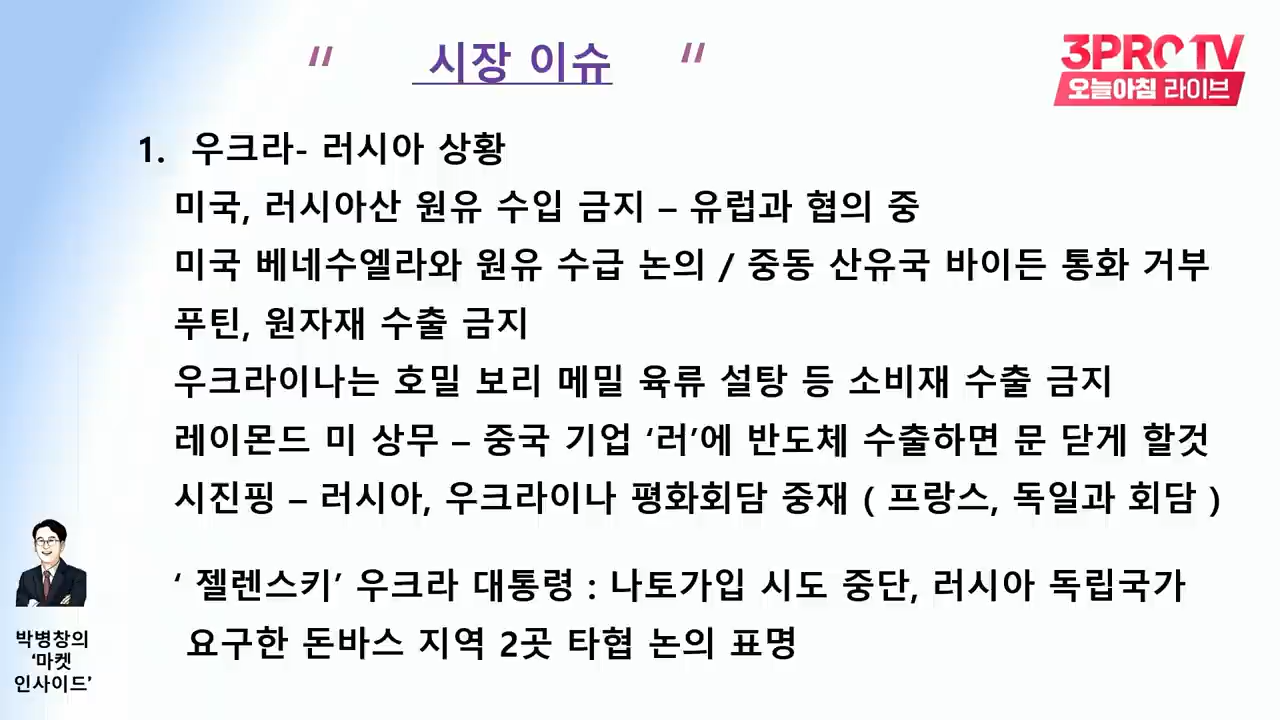 " 시장 이슈 "
3PRO TV
오늘아침 라이브
1. 우크라- 러시아 상황
미국, 러시아산 원유 수입 금지 – 유럽과 협의 중
미국 베네수엘라와 원유 수급 논의 / 중동 산유국 바이든 통화 거부
푸틴, 원자재 수출 금지
우크라이나는 호밀 보리 메밀 육류 설탕 등 소비재 수출 금지
레이몬드 미 상무 – 중국 기업 ‘러’에 반도체 수출하면 문 닫게 할것
시진핑 – 러시아, 우크라이나 평화회담 중재 ( 프랑스, 독일과 회담 )
‘ 젤렌스키’ 우크라 대통령 : 나토가입 시도 중단, 러시아 독립국가
요구한 돈바스 지역 2곳 타협 논의 표명
박병창의
‘마켓
인사이드’